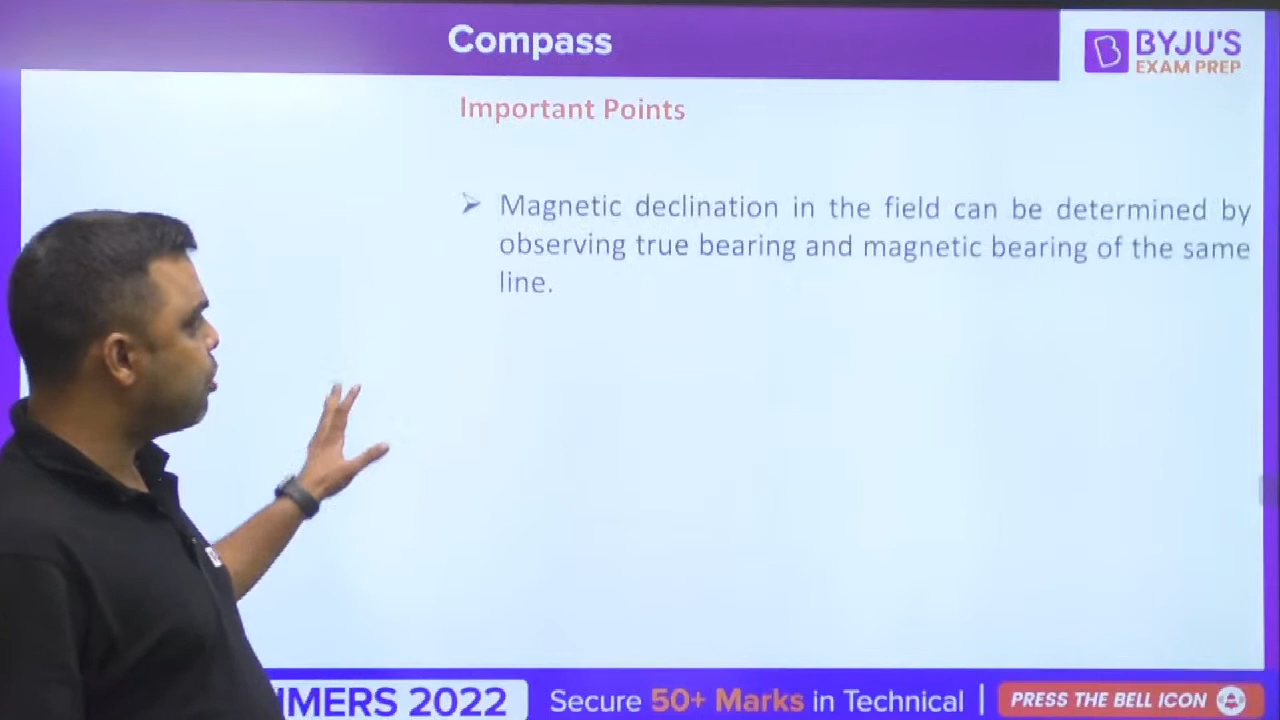 Compass
BYJU'S
EXAM PREP
Important Points
➢ Magnetic declination in the field can be determined by
observing true bearing and magnetic bearing of the same
line.
MERS 2022
Secure 50+ Marks in Technical | PRESS THE BELL ICON